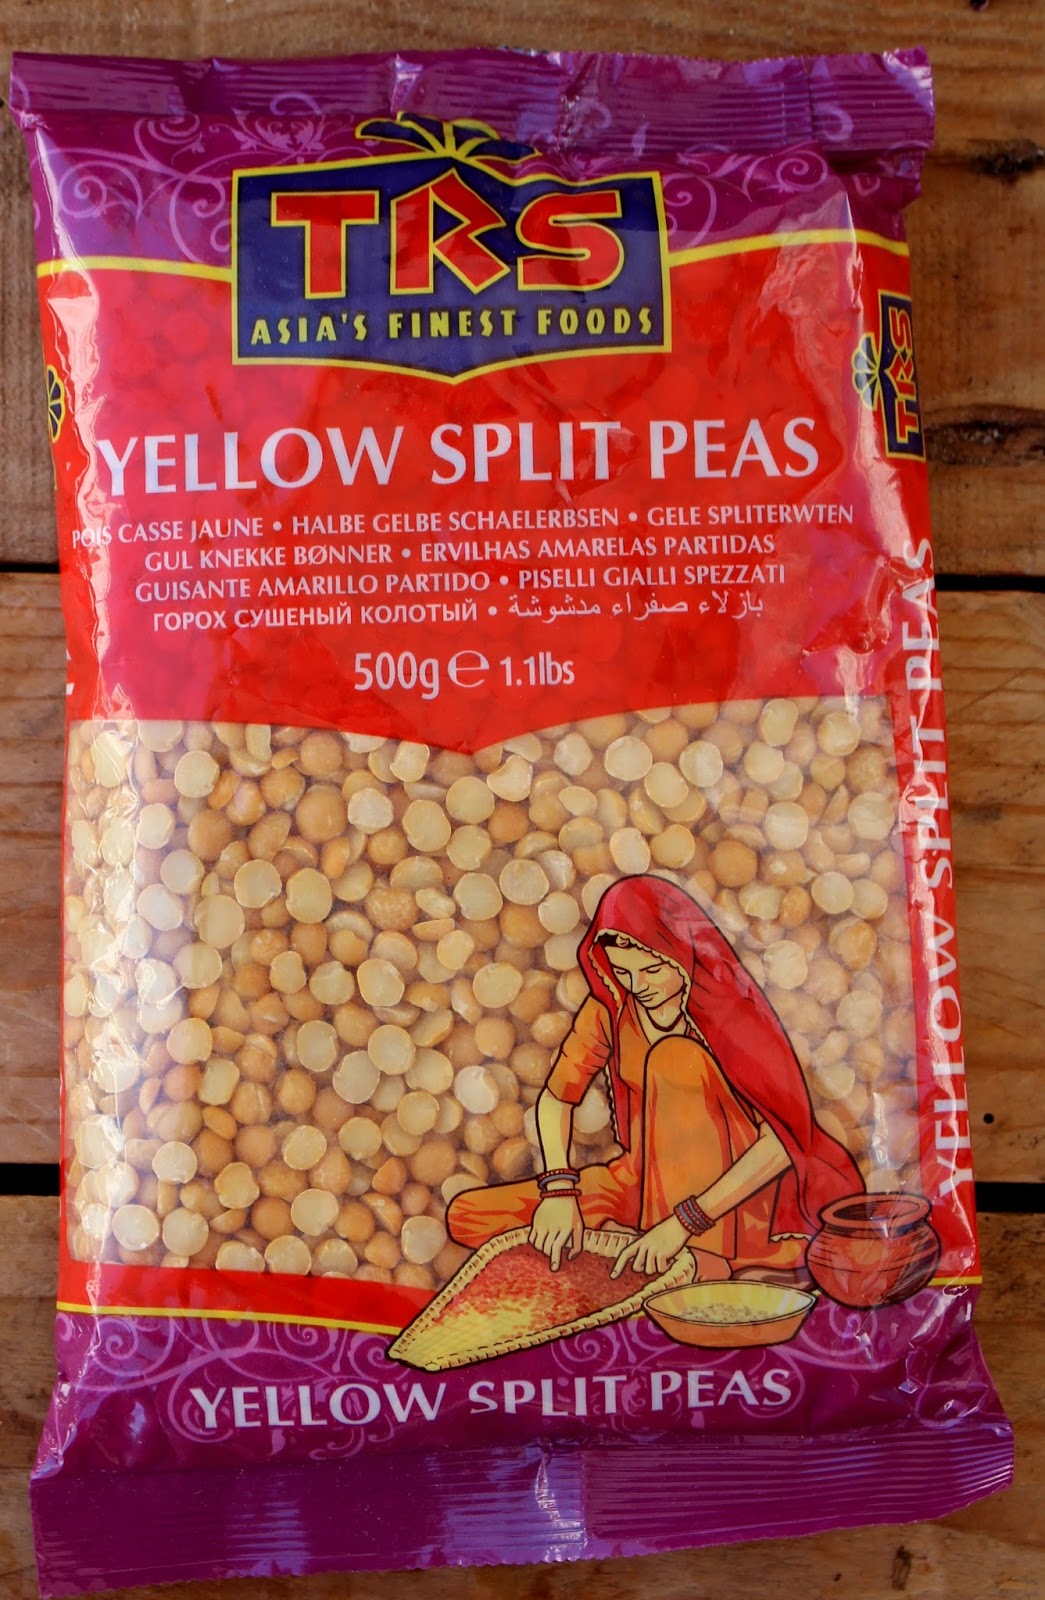 TRS
ASIA'S FINEST FOODS
YELLOW SPLIT PEAS
POIS CASSE JAUNE • HALBE GELBE SCHAELERBSEN • GELE SPLITERWTEN
GUL KNEKKE BØNNER • ERVILHAS AMARELAS PARTIDAS
GUISANTE AMARILLO PARTIDO • PISELLI GIALLI SPEZZATI
ГОРОХ СУШЕНЫЙ КОЛОТЫЙ • بازلاء صفراء مدشوشة
500g ℮ 1.1lbs
YELLOW SPLIT PEAS
TRS
YELLOW SPLIT PEAS